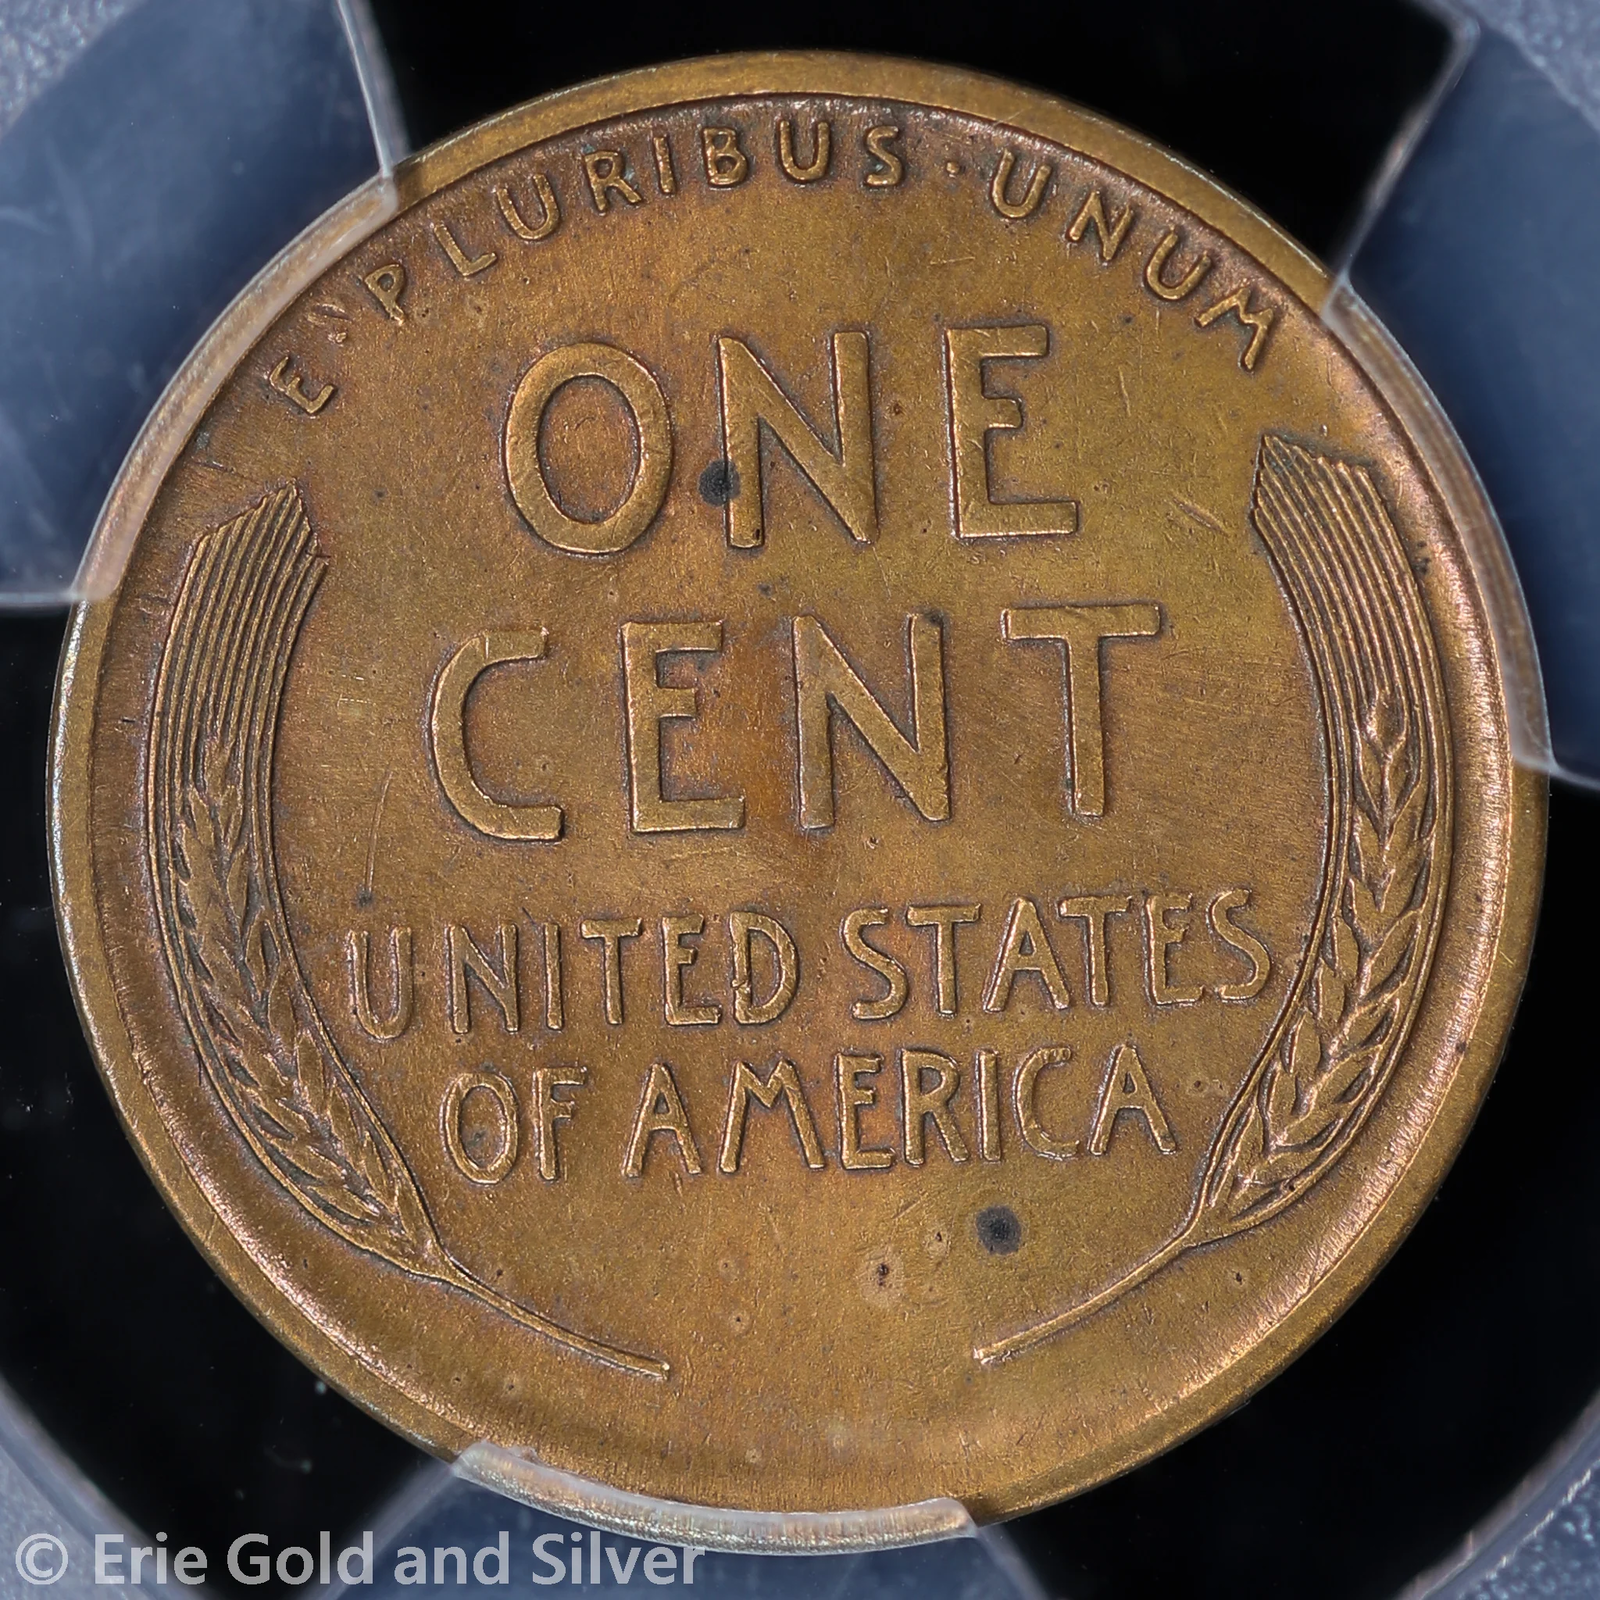 E · PLURIBUS · UNUM
ONE
CENT
UNITED STATES
OF AMERICA
© Erie Gold and Silver